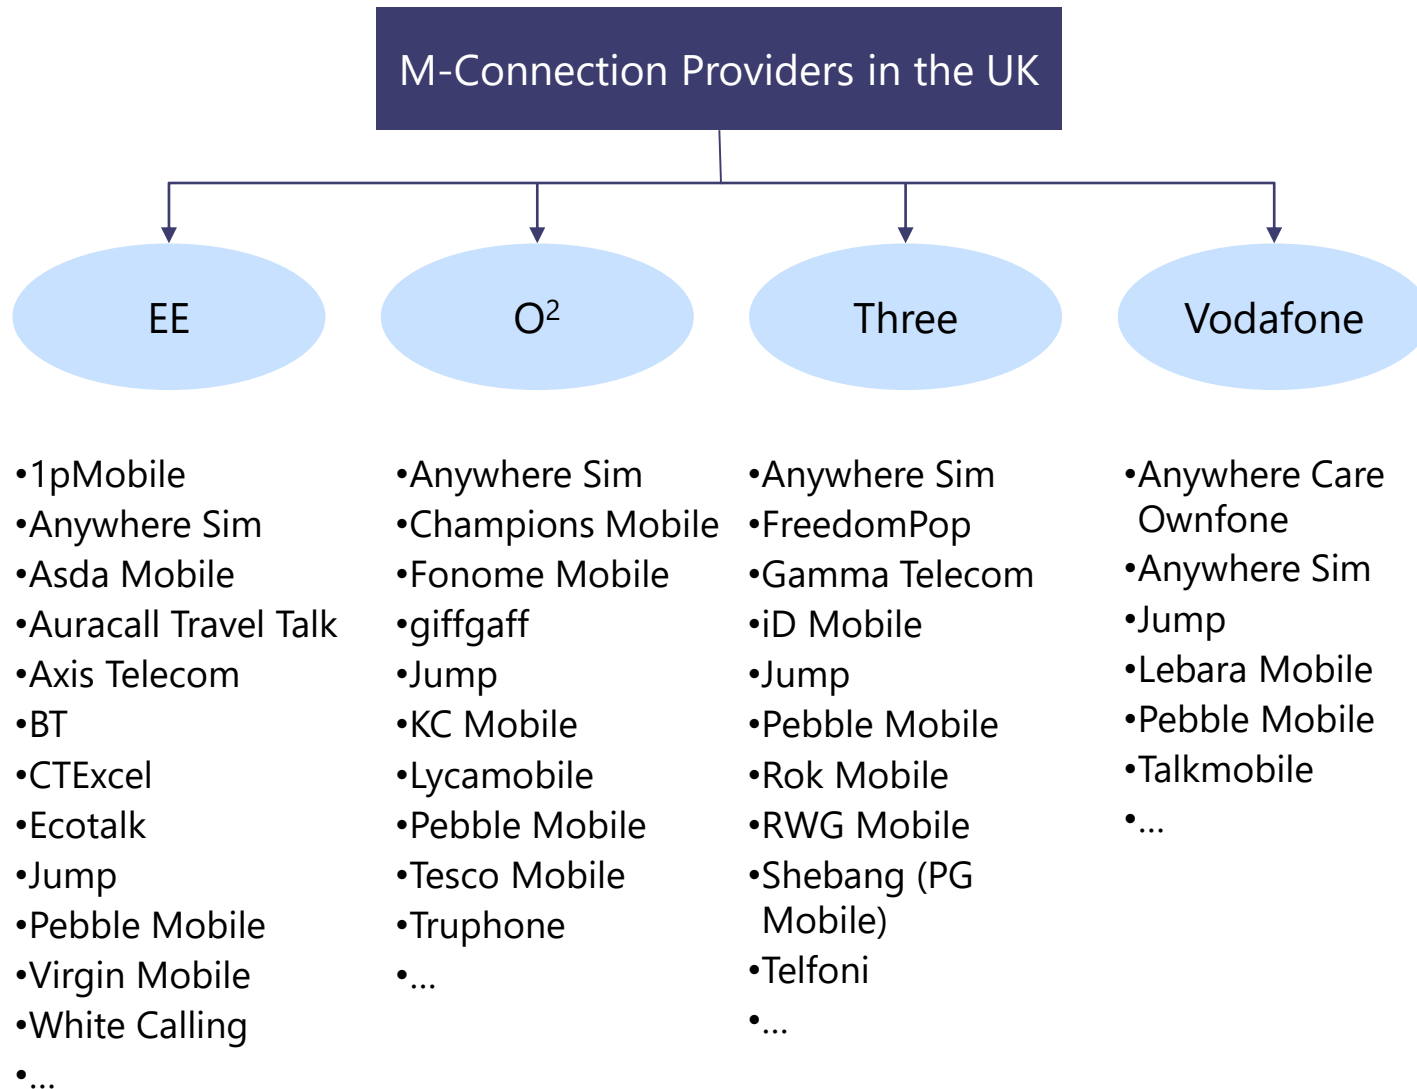 M-Connection Providers in the UK
EE
O²
Three
Vodafone
•1pMobile
•Anywhere Sim
•Asda Mobile
•Auracall Travel Talk
•Axis Telecom
•BT
•CTExcel
•Ecotalk
•Jump
•Pebble Mobile
•Virgin Mobile
•White Calling
•...
•Anywhere Sim
•Champions Mobile
•Fonome Mobile
•giffgaff
•Jump
•KC Mobile
•Lycamobile
•Pebble Mobile
•Tesco Mobile
•Truphone
•...
•Anywhere Sim
•FreedomPop
•Gamma Telecom
•iD Mobile
•Jump
•Pebble Mobile
•Rok Mobile
•RWG Mobile
•Shebang (PG
Mobile)
•Telfoni
•...
•Anywhere Care
Ownfone
•Anywhere Sim
•Jump
•Lebara Mobile
•Pebble Mobile
•Talkmobile
•...